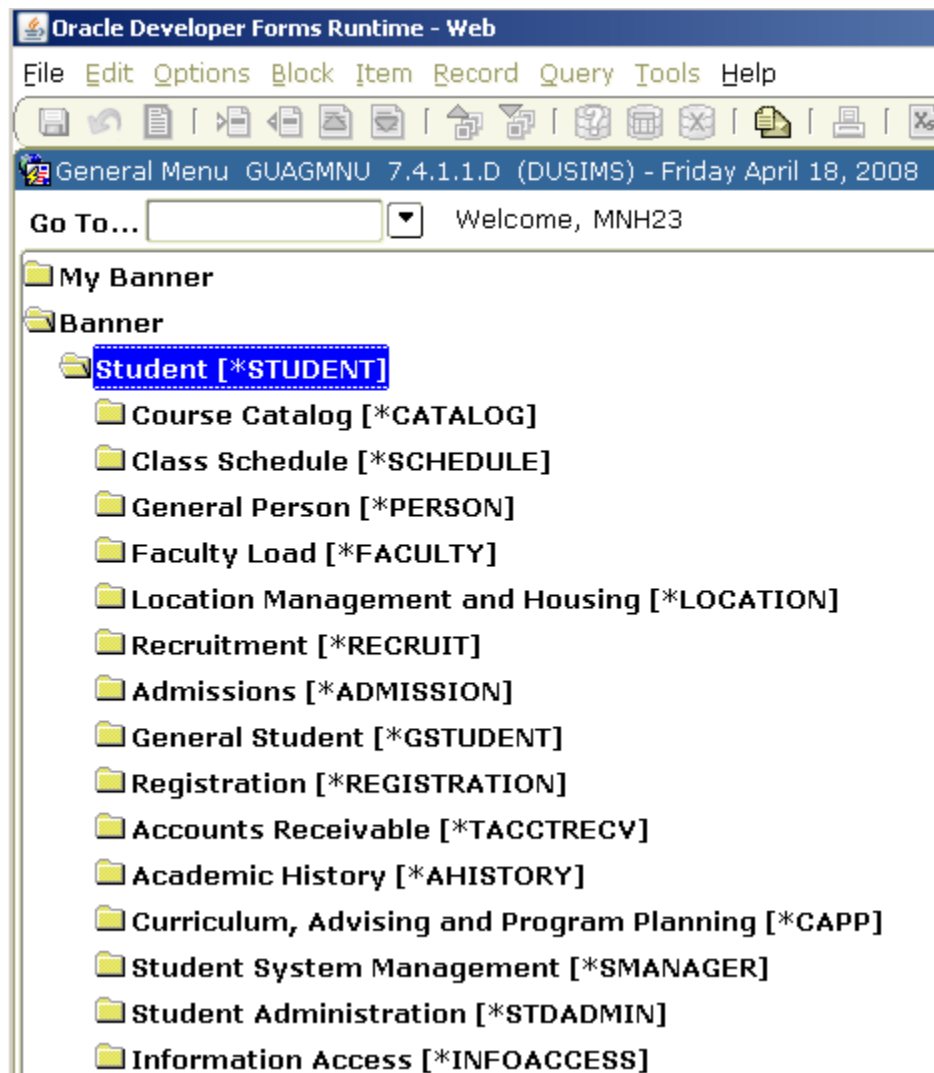 Oracle Developer Forms Runtime - Web
File Edit Options Block Item Record Query Tools Help
General Menu GUAGMNU 7.4.1.1.D (DUSIMS) - Friday April 18, 2008
Go To... Welcome, MNH23
My Banner
Banner
Student [*STUDENT]
Course Catalog [*CATALOG]
Class Schedule [*SCHEDULE]
General Person [*PERSON]
Faculty Load [*FACULTY]
Location Management and Housing [*LOCATION]
Recruitment [*RECRUIT]
Admissions [*ADMISSION]
General Student [*GSTUDENT]
Registration [*REGISTRATION]
Accounts Receivable [*TACCTRECV]
Academic History [*AHISTORY]
Curriculum, Advising and Program Planning [*CAPP]
Student System Management [*SMANAGER]
Student Administration [*STDADMIN]
Information Access [*INFOACCESS]